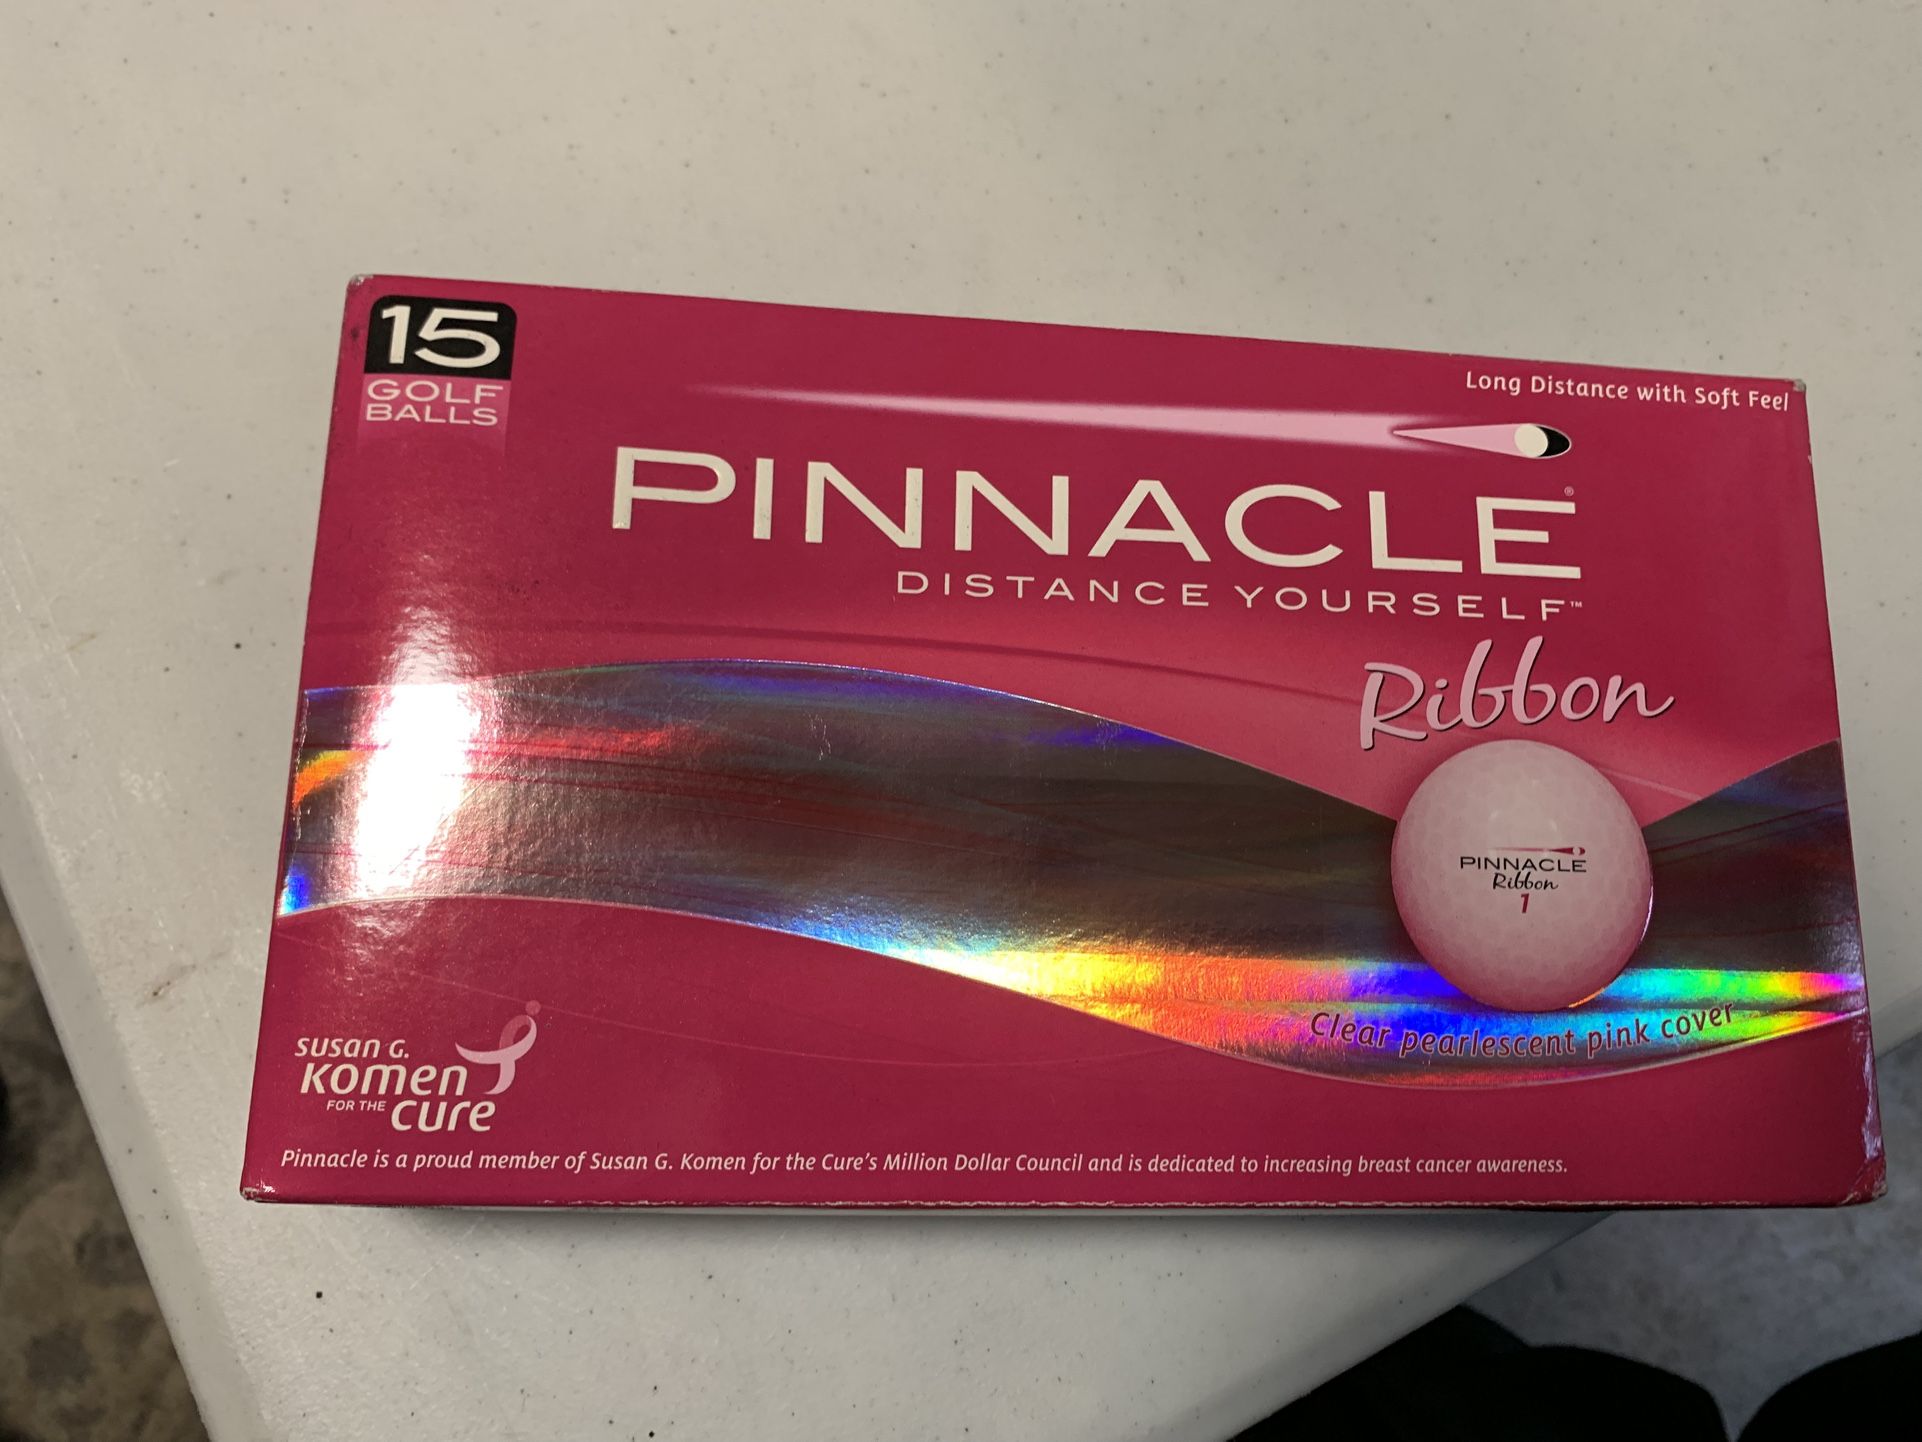 15
GOLF
BALLS
Long Distance with Soft Feel
PINNACLE®
DISTANCE YOURSELF™
Ribbon
PINNACLE
Ribbon
1
Clear pearlescent pink cover
susan G.
Komen
FOR THE cure
Pinnacle is a proud member of Susan G. Komen for the Cure's Million Dollar Council and is dedicated to increasing breast cancer awareness.